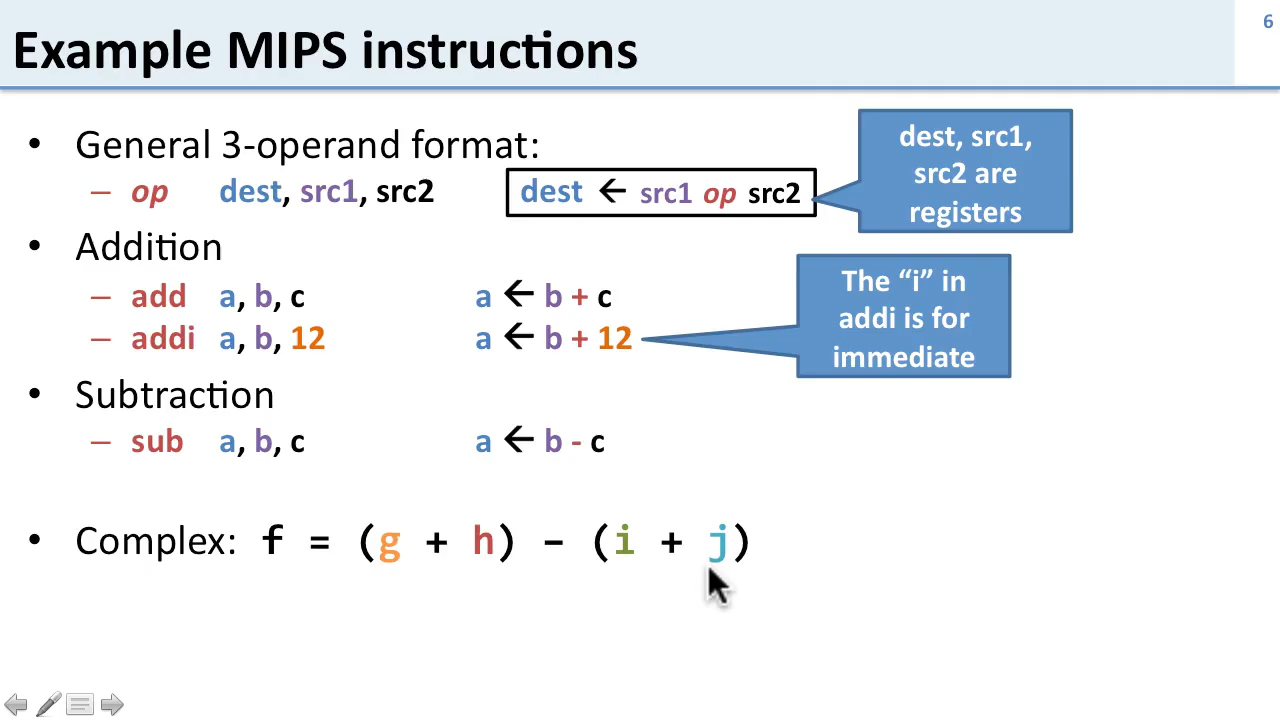 6
Example MIPS instructions
• General 3-operand format:
– op dest, src1, src2 dest ← src1 op src2
dest, src1,
src2 are
registers
• Addition
– add a, b, c a ← b + c
– addi a, b, 12 a ← b + 12
The “i” in
addi is for
immediate
• Subtraction
– sub a, b, c a ← b - c
• Complex: f = (g + h) – (i + j)